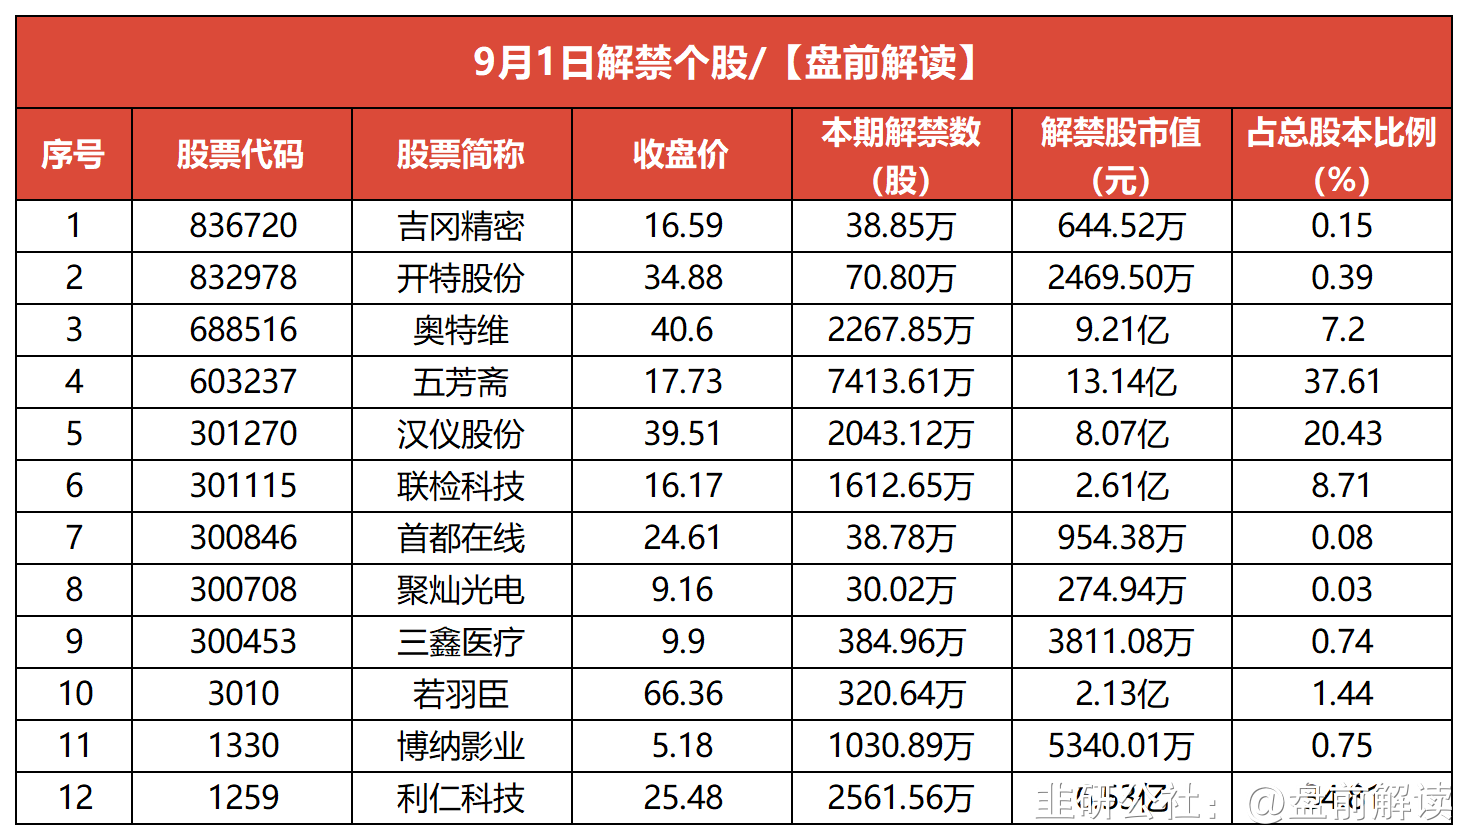 9月1日解禁个股/【盘前解读】
序号 股票代码 股票简称 收盘价 本期解禁数（股） 解禁股市值（元） 占总股本比例（%）
1 836720 吉冈精密 16.59 38.85万 644.52万 0.15
2 832978 开特股份 34.88 70.80万 2469.50万 0.39
3 688516 奥特维 40.6 2267.85万 9.21亿 7.2
4 603237 五芳斋 17.73 7413.61万 13.14亿 37.61
5 301270 汉仪股份 39.51 2043.12万 8.07亿 20.43
6 301115 联检科技 16.17 1612.65万 2.61亿 8.71
7 300846 首都在线 24.61 38.78万 954.38万 0.08
8 300708 聚灿光电 9.16 30.02万 274.94万 0.03
9 300453 三鑫医疗 9.9 384.96万 3811.08万 0.74
10 3010 若羽臣 66.36 320.64万 2.13亿 1.44
11 1330 博纳影业 5.18 1030.89万 5340.01万 0.75
12 1259 利仁科技 25.48 2561.56万
韭研公社：@盘前解读